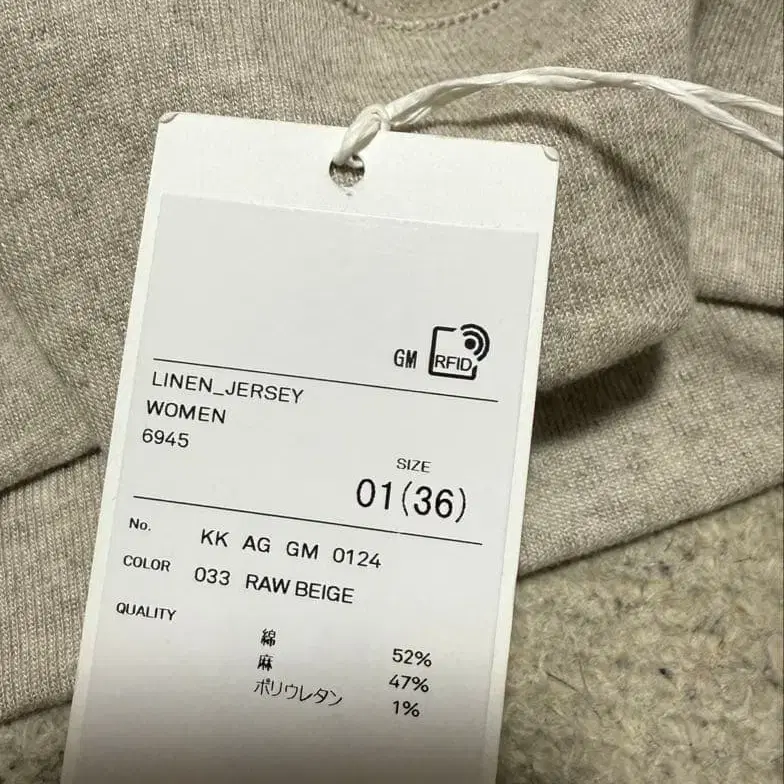 GM RFID
LINEN_JERSEY
WOMEN
6945
SIZE
01(36)
No. KK AG GM 0124
COLOR 033 RAW BEIGE
QUALITY
綿 52%
麻 47%
ポリウレタン 1%